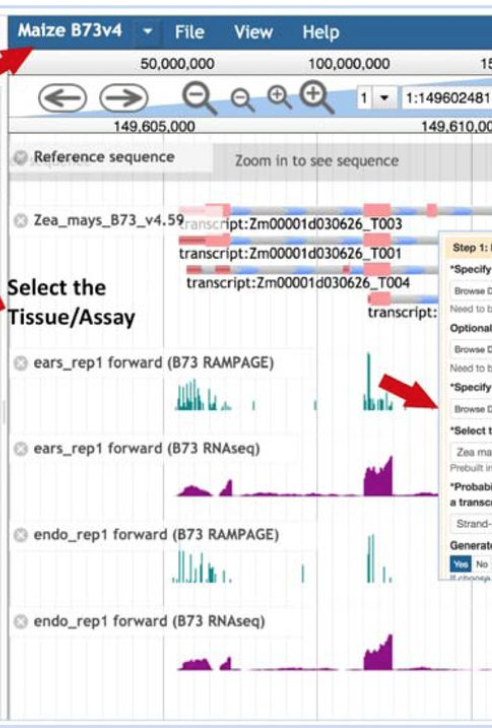 Maize B73v4 File View Help
50,000,000 100,000,000 15
1 1:149602481
149.605,000 149.610,00
Reference sequence Zoom in to see sequence
Zea_mays_B73_v4.59
transcript:Zm00001d030626_T003
transcript:Zm00001d030626_T001
transcript:Zm00001d030626_T004
transcript:
Select the
Tissue/Assay
ears_rep1 forward (B73 RAMPAGE)
ears_rep1 forward (B73 RNAseq)
endo_rep1 forward (B73 RAMPAGE)
endo_rep1 forward (B73 RNAseq)
Step 1:
*Specify
Browse D
Need to b
Optional
Browse D
Need to b
*Specify
Browse D
*Select t
Zea ma
Prebuilt in
*Probabi
a transc
Strand-
Generate
Yes No
If choose